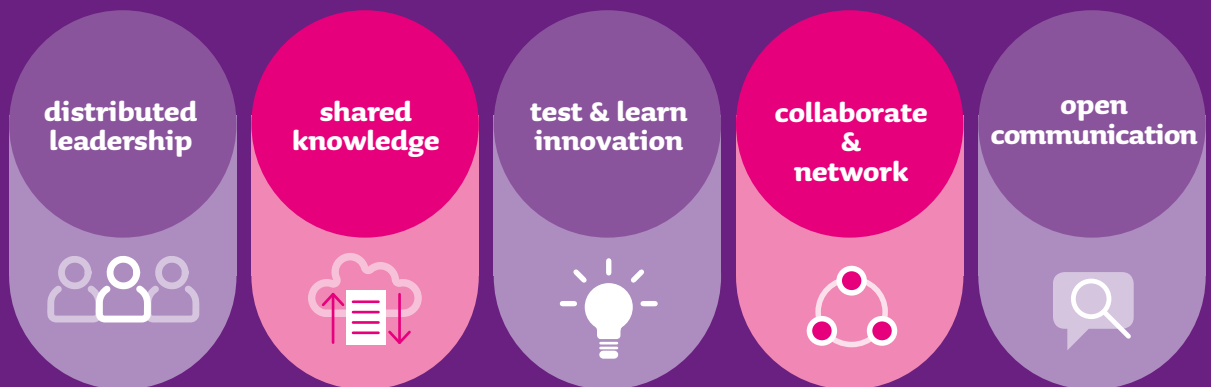 distributed
leadership
shared
knowledge
test & learn
innovation
collaborate
&
network
open
communication